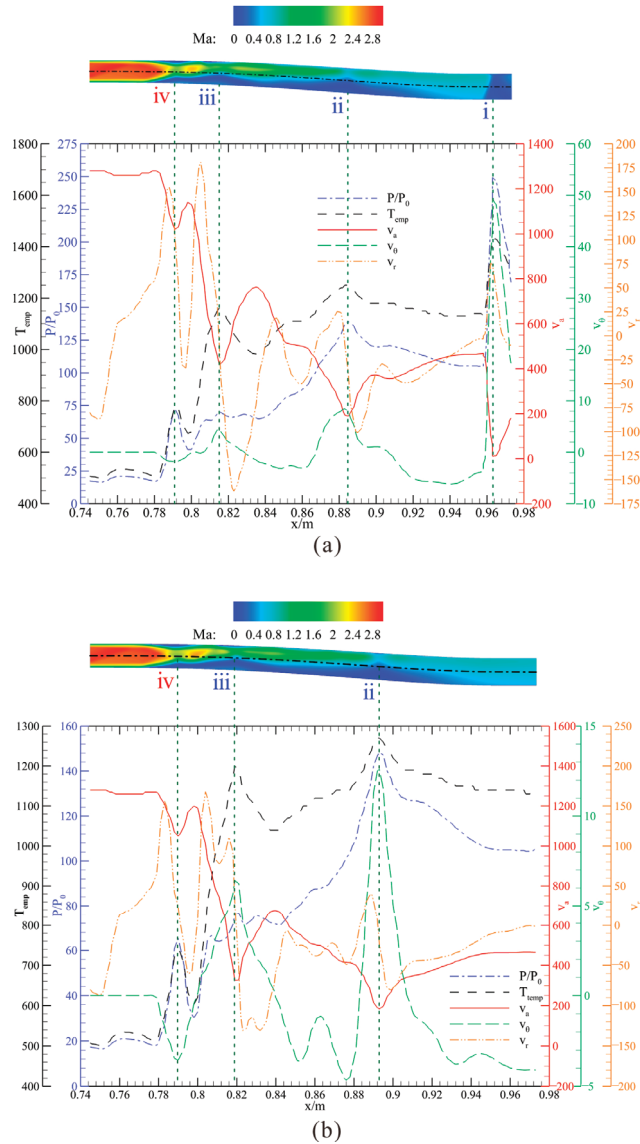 Ma: 0 0.4 0.8 1.2 1.6 2 2.4 2.8
iv iii ii i
1800 275 1400 60 200
250 175
1600 1200 50 150
225 125
1400 200 1000 40 100
175 75
1200 150 800 30 50
125 600 25
1000 100 400 20 0
800 75 200 10 −25
50 −50
600 25 0 0 −75
400 0 −200 −10 −100
−125
−150
−175
T_emp P/P_0 v_a v_θ v_r
P/P_0
T_emp
v_a
v_θ
v_r
0.74 0.76 0.78 0.8 0.82 0.84 0.86 0.88 0.9 0.92 0.94 0.96 0.98
x/m
(a)
Ma: 0 0.4 0.8 1.2 1.6 2 2.4 2.8
iv iii ii
1300 160 1600 15 250
1200 140 1400 200
1100 120 1200 10 150
1000 100 1000 100
900 80 800 5 50
800 60 600 0
700 40 400 0 −50
600 20 200 −100
500 0 0 −150
400 −200 −5 −200
T_emp P/P_0 v_a v_θ v_r
P/P_0
T_temp
v_a
v_θ
v_r
0.74 0.76 0.78 0.8 0.82 0.84 0.86 0.88 0.9 0.92 0.94 0.96 0.98
x/m
(b)